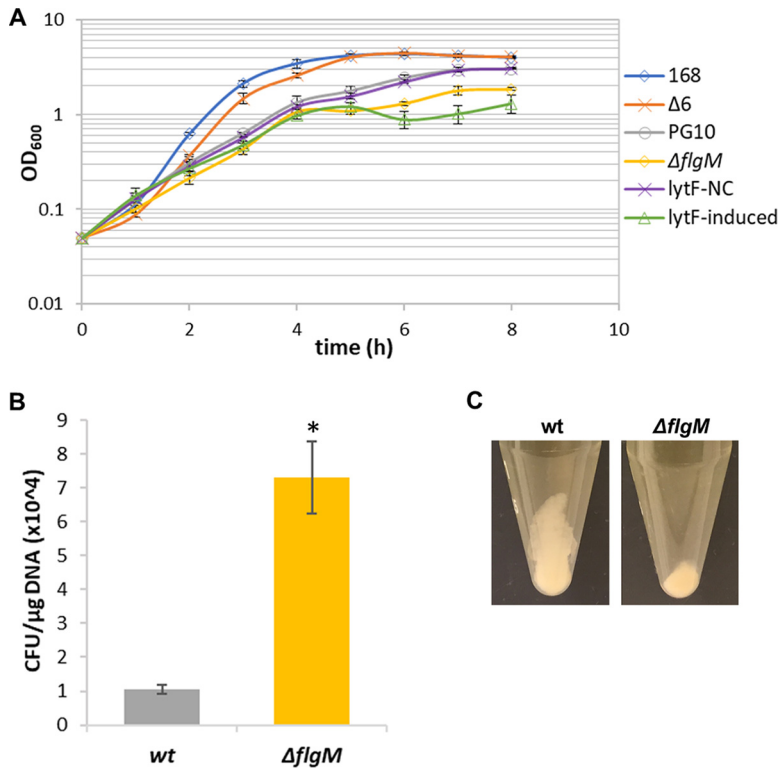 A
OD600
10
1
0.1
0.01
0 2 4 6 8 10
time (h)
168
Δ6
PG10
ΔflgM
lytF-NC
lytF-induced
B
CFU/µg DNA (x10^4)
9
8
7
6
5
4
3
2
1
0
*
wt ΔflgM
C
wt ΔflgM